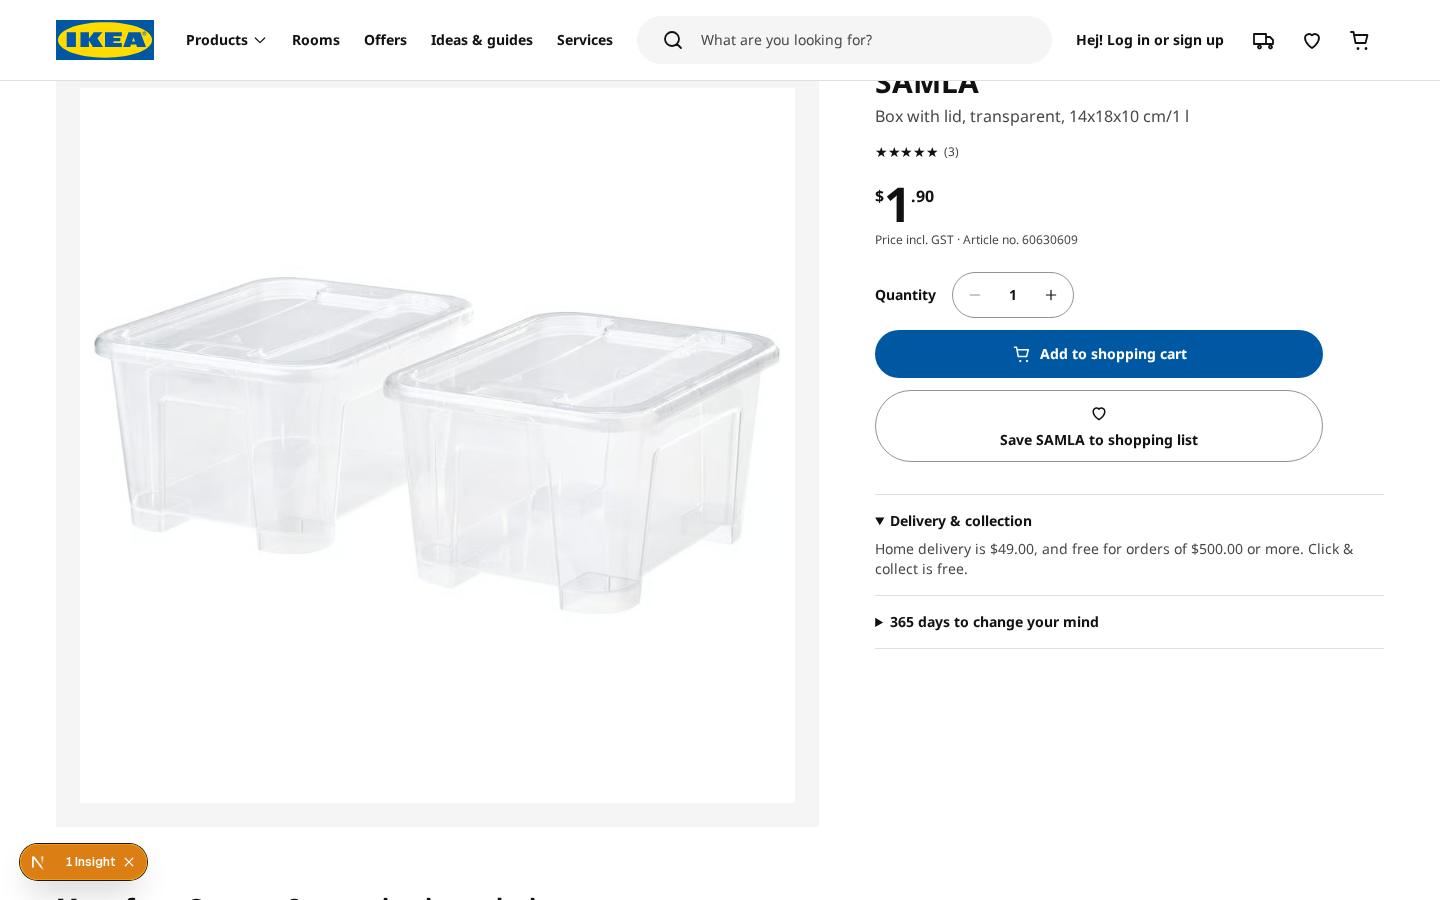 IKEA
Products
Rooms
Offers
Ideas & guides
Services
What are you looking for?
Hej! Log in or sign up
SAMLA
Box with lid, transparent, 14x18x10 cm/1 l
★★★★★ (3)
$1.90
Price incl. GST · Article no. 60630609
Quantity
1
Add to shopping cart
Save SAMLA to shopping list
Delivery & collection
Home delivery is $49.00, and free for orders of $500.00 or more. Click &
collect is free.
365 days to change your mind
1 Insight